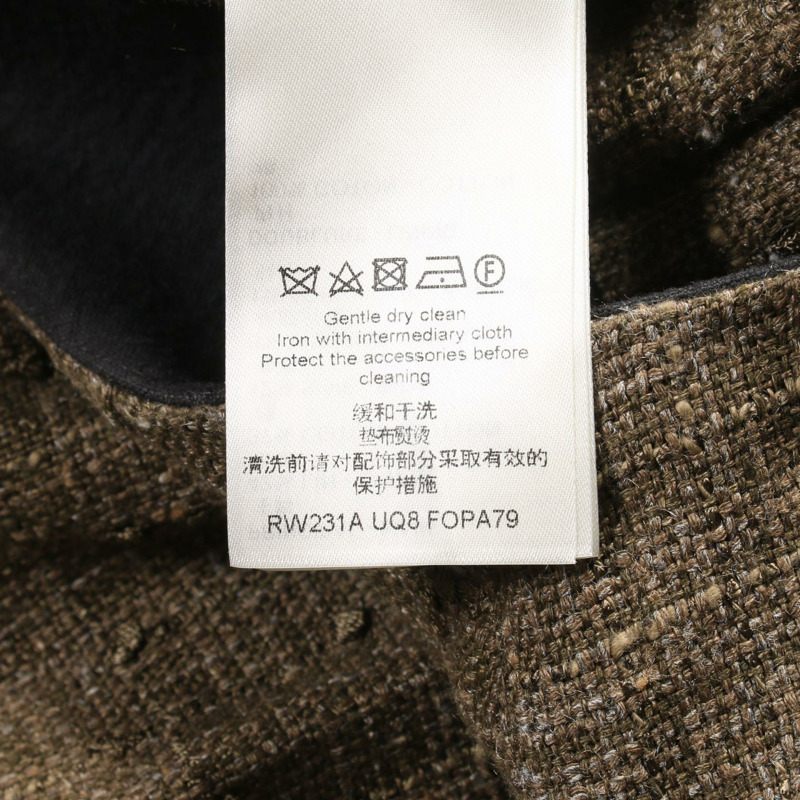 F
Gentle dry clean
Iron with intermediary cloth
Protect the accessories before
cleaning
缓和干洗
垫布熨烫
清洗前请对配饰部分采取有效的
保护措施
RW231A UQ8 FOPA79